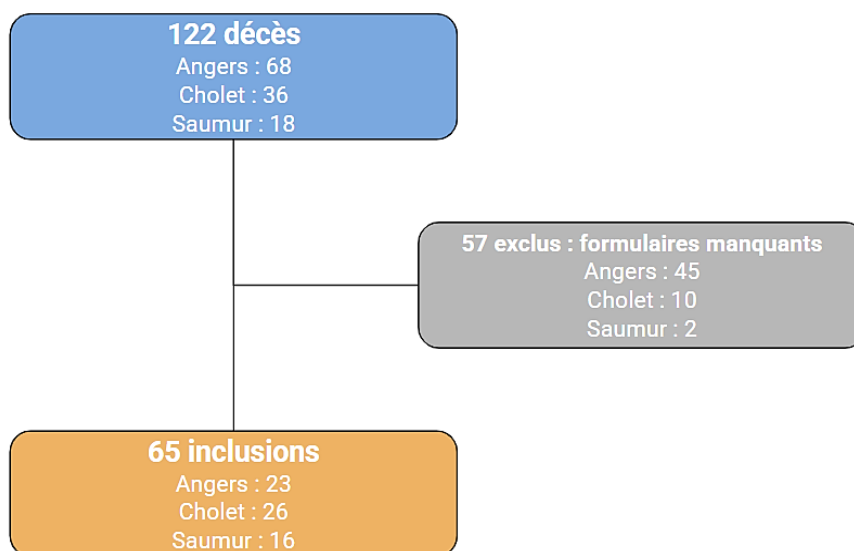 122 décès
Angers : 68
Cholet : 36
Saumur : 18
57 exclus : formulaires manquants
Angers : 45
Cholet : 10
Saumur : 2
65 inclusions
Angers : 23
Cholet : 26
Saumur : 16